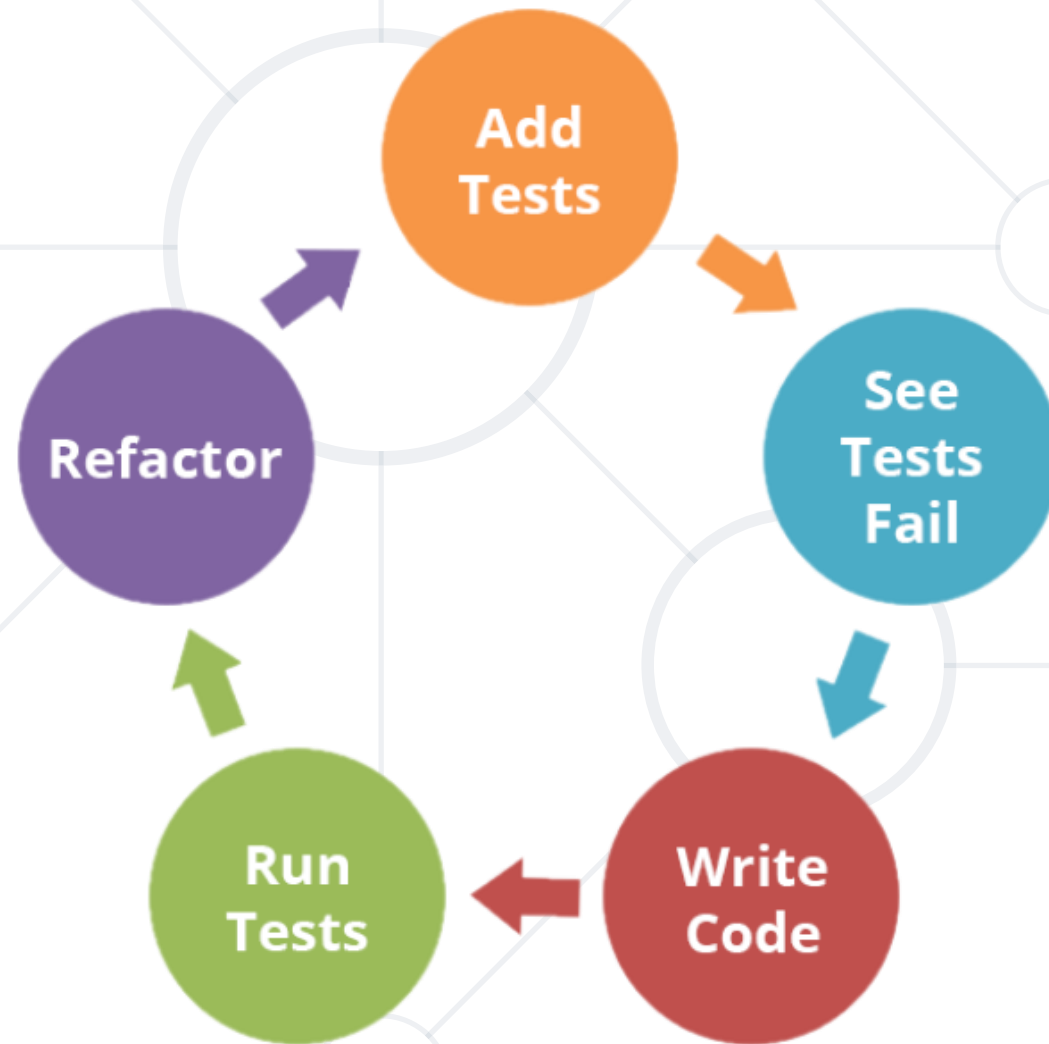 Add
Tests
See
Tests
Fail
Write
Code
Run
Tests
Refactor